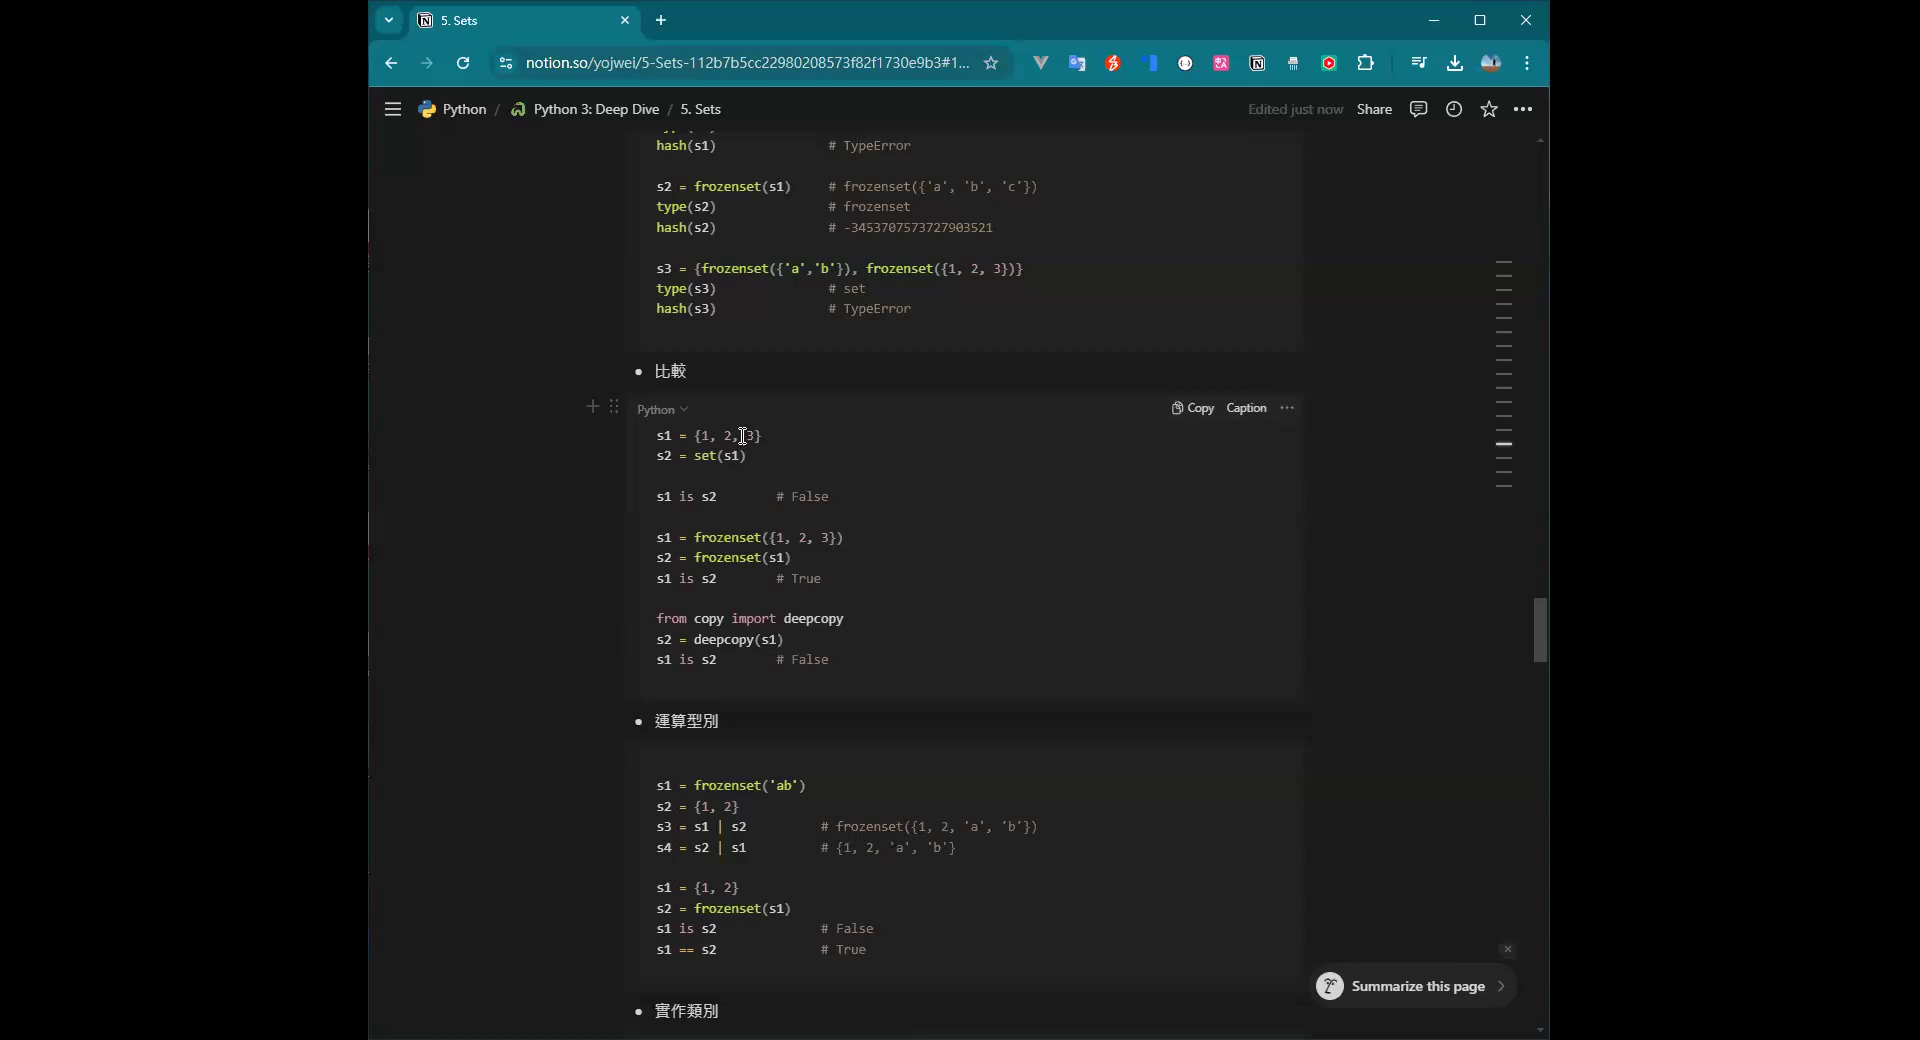 5. Sets
notion.so/yojwei/5-Sets-112b7b5cc22980208573f82f1730e9b3#1...
Python / Python 3: Deep Dive / 5. Sets
Edited just now Share
hash(s1) # TypeError
s2 = frozenset(s1) # frozenset({'a', 'b', 'c'})
type(s2) # frozenset
hash(s2) # -3453707573727903521
s3 = {frozenset({'a','b'}), frozenset({1, 2, 3})}
type(s3) # set
hash(s3) # TypeError
比較
Python Copy Caption
s1 = {1, 2, 3}
s2 = set(s1)
s1 is s2 # False
s1 = frozenset({1, 2, 3})
s2 = frozenset(s1)
s1 is s2 # True
from copy import deepcopy
s2 = deepcopy(s1)
s1 is s2 # False
運算型別
s1 = frozenset('ab')
s2 = {1, 2}
s3 = s1 | s2 # frozenset({1, 2, 'a', 'b'})
s4 = s2 | s1 # {1, 2, 'a', 'b'}
s1 = {1, 2}
s2 = frozenset(s1)
s1 is s2 # False
s1 == s2 # True
Summarize this page
實作類別